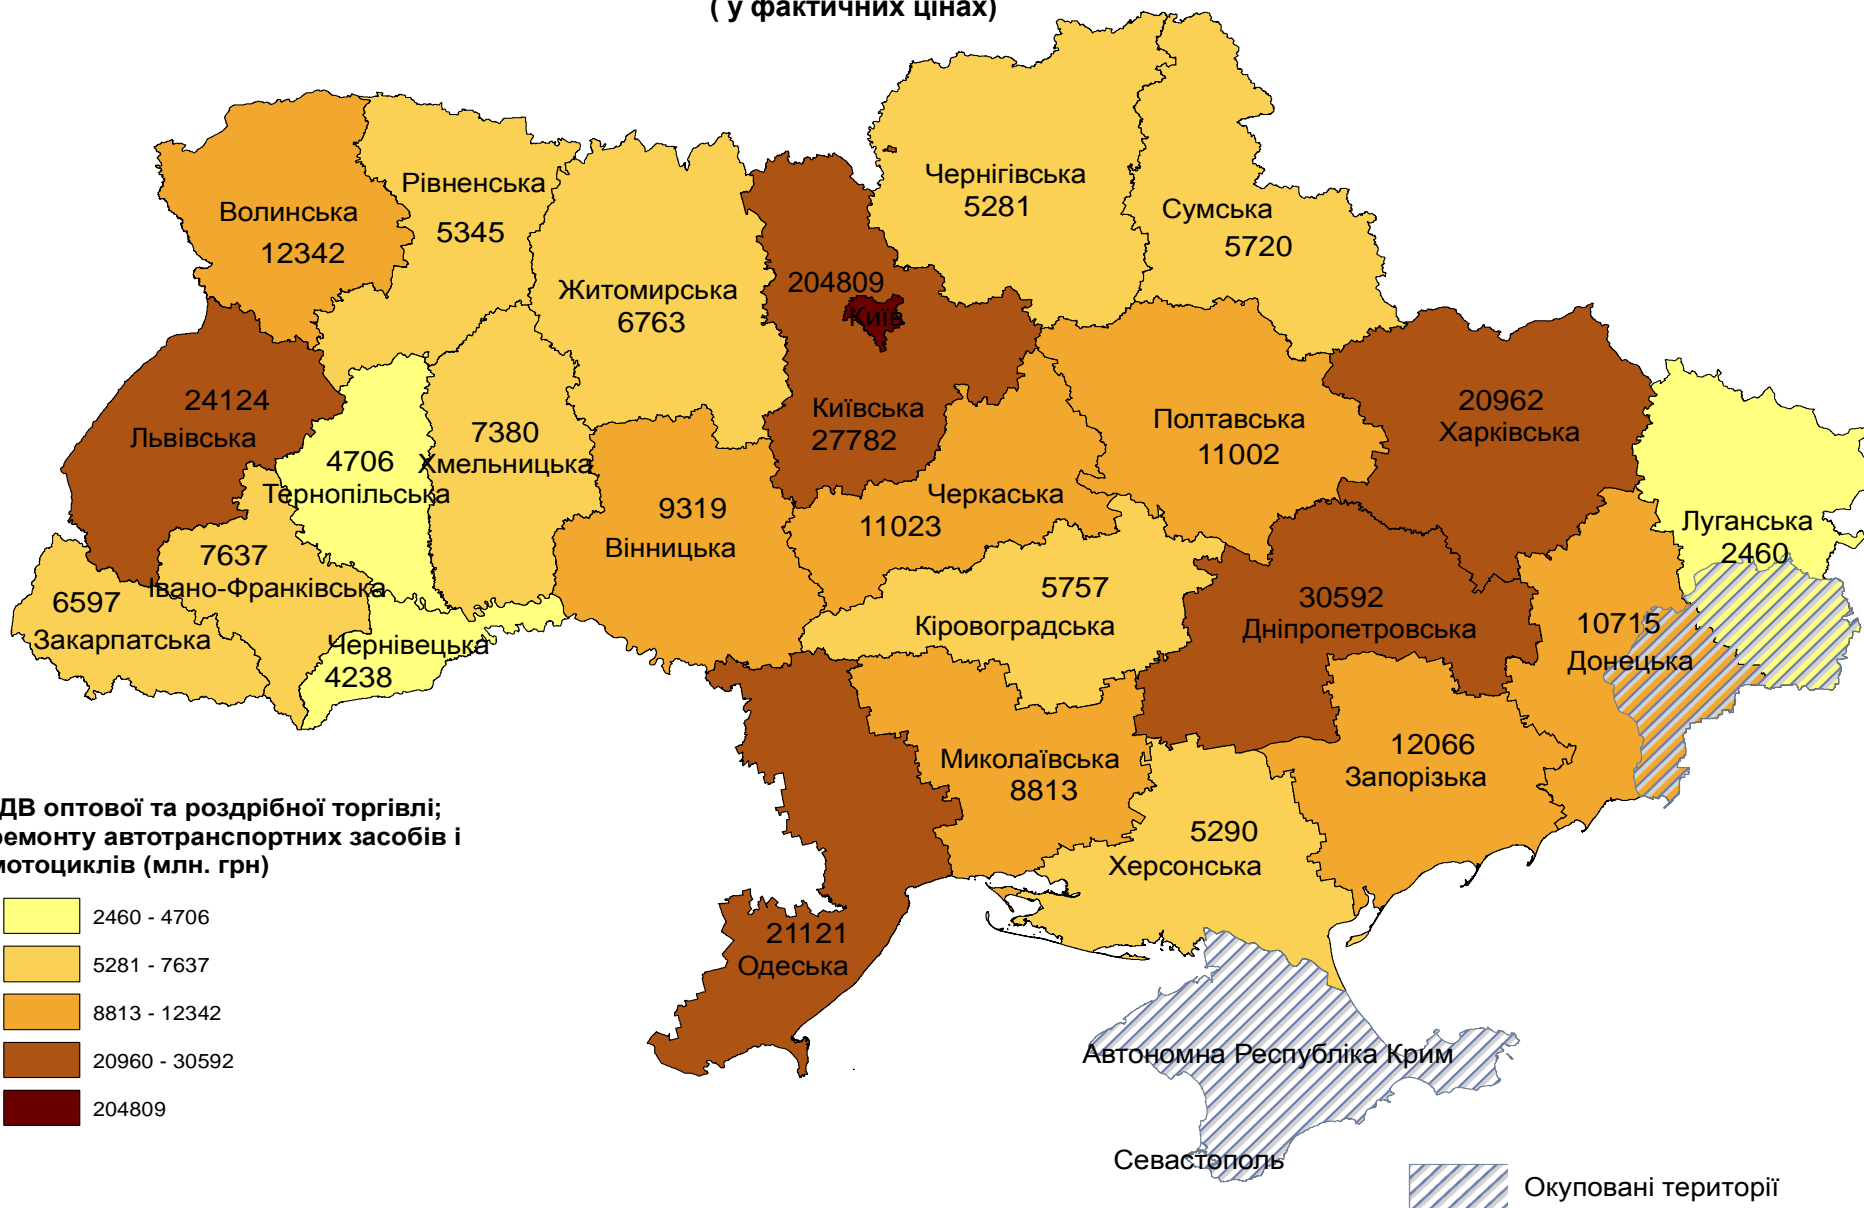 ( у фактичних цінах)
Волинська
12342
Рівненська
5345
Житомирська
6763
204809
Київ
Київська
27782
Чернігівська
5281
Сумська
5720
24124
Львівська
4706
Тернопільська
7380
Хмельницька
9319
Вінницька
Черкаська
11023
Полтавська
11002
20962
Харківська
Луганська
2460
6597
Закарпатська
7637
Івано-Франківська
Чернівецька
4238
5757
Кіровоградська
30592
Дніпропетровська
10715
Донецька
Миколаївська
8813
12066
Запорізька
5290
Херсонська
21121
Одеська
Автономна Республіка Крим
Севастополь
ДВ оптової та роздрібної торгівлі;
ремонту автотранспортних засобів і
мотоциклів (млн. грн)
2460 - 4706
5281 - 7637
8813 - 12342
20960 - 30592
204809
Окуповані території